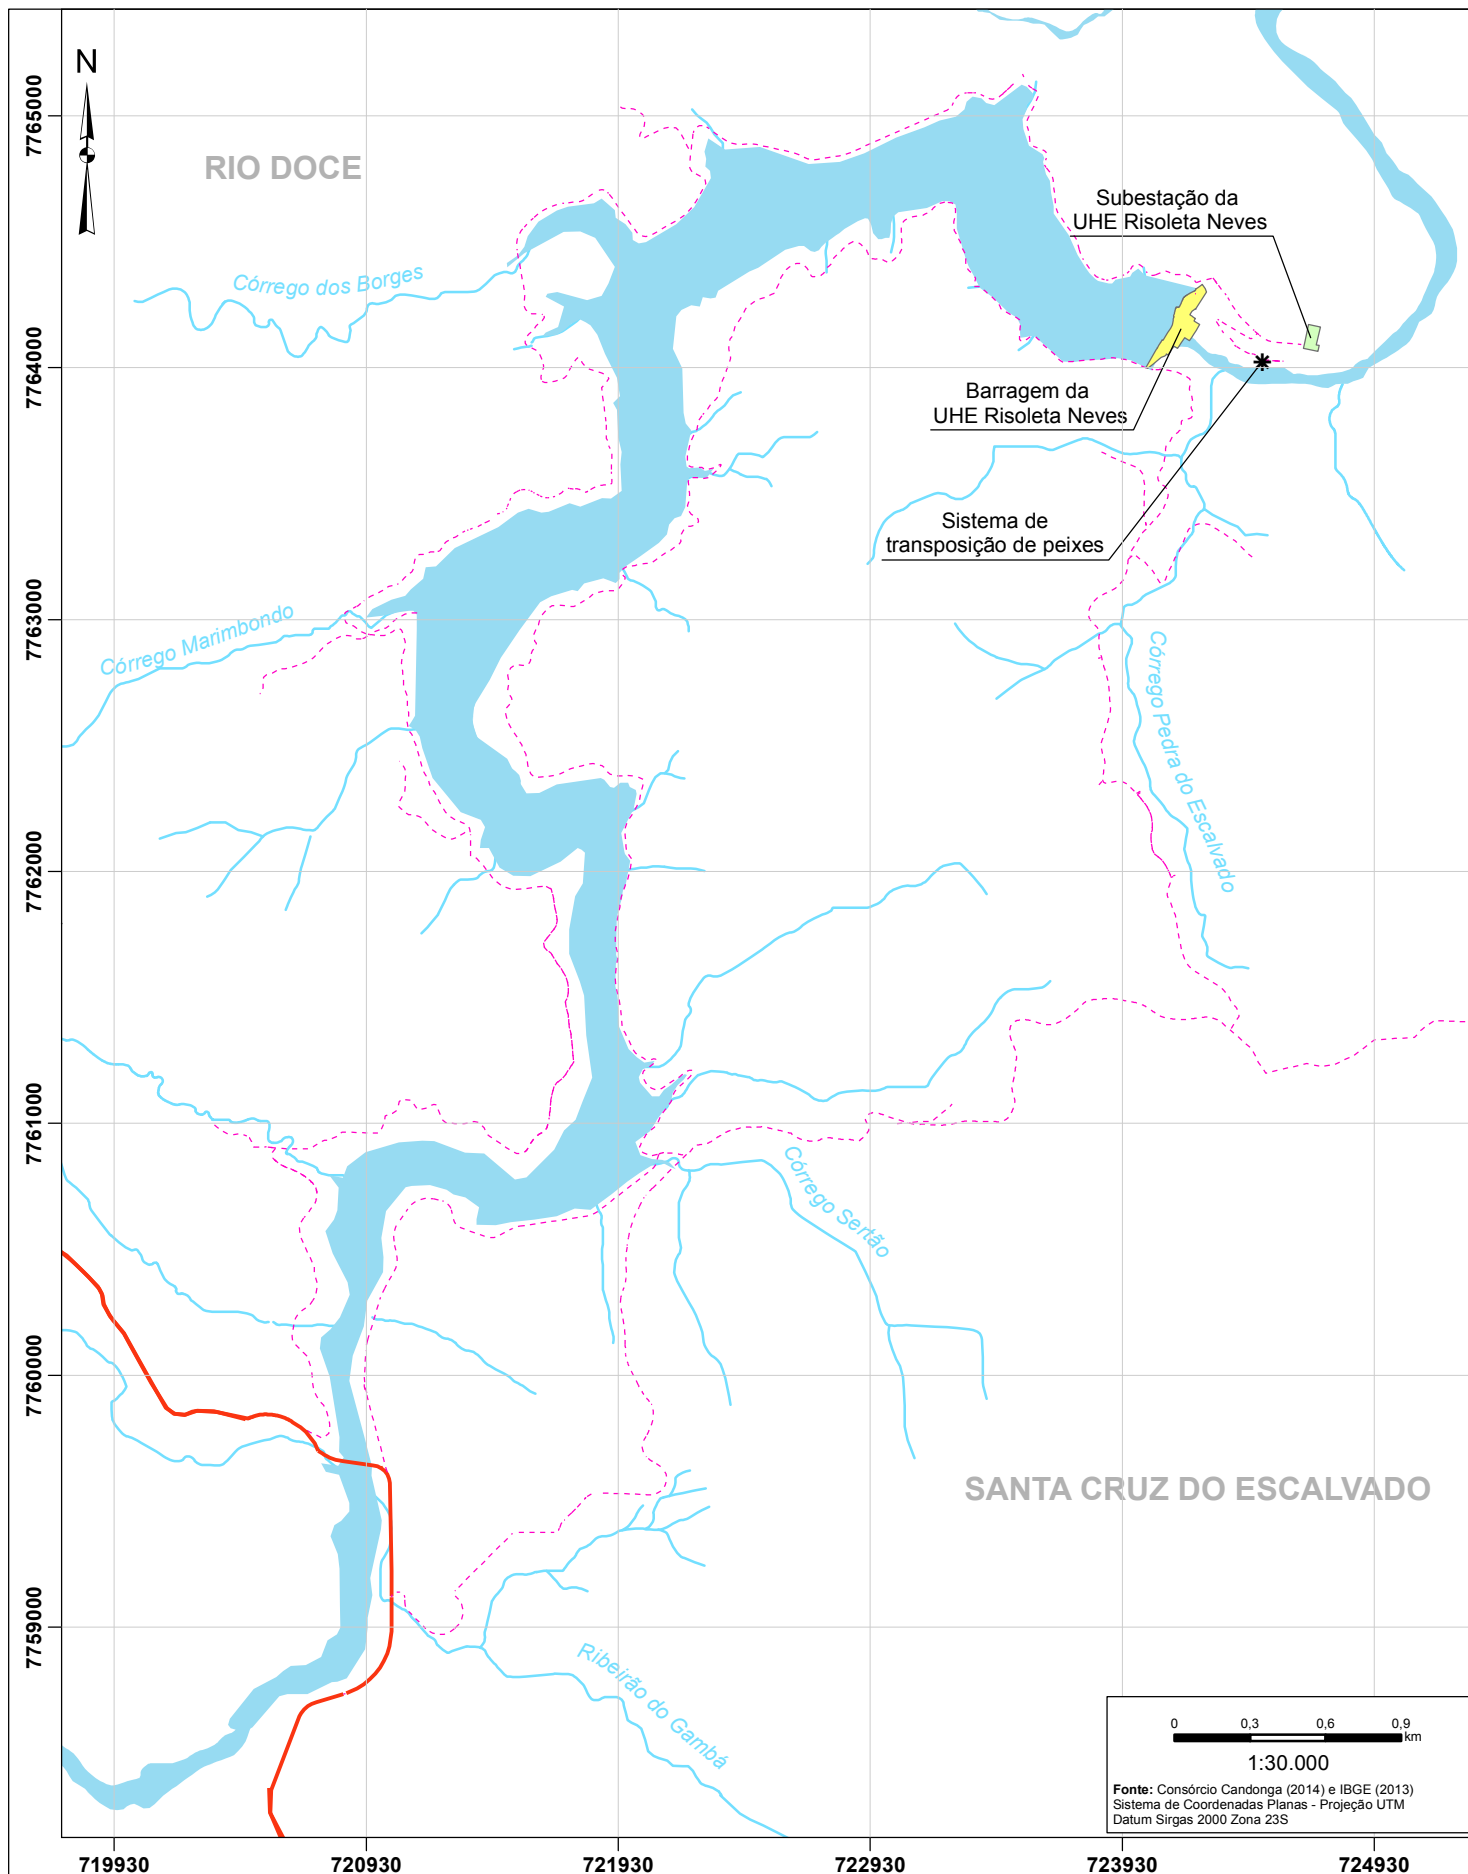 N
RIO DOCE
Subestação da
UHE Risoleta Neves
Córrego dos Borges
Barragem da
UHE Risoleta Neves
Sistema de
transposição de peixes
Córrego Marimbondo
Córrego Pedra do Escalvado
Córrego Sertão
SANTA CRUZ DO ESCALVADO
Ribeirão do Gambá
7765000
7764000
7763000
7762000
7761000
7760000
7759000
0 0,3 0,6 0,9
km
1:30.000
Fonte: Consórcio Candonga (2014) e IBGE (2013)
Sistema de Coordenadas Planas - Projeção UTM
Datum Sirgas 2000 Zona 23S
719930 720930 721930 722930 723930 724930